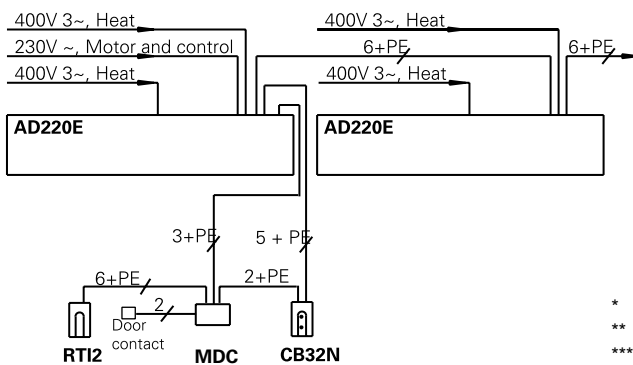 400V 3~, Heat
400V 3~, Heat
230V ~, Motor and control
6+PE
6+PE
400V 3~, Heat
400V 3~, Heat
AD220E
AD220E
3+PE
5 + PE
6+PE
2+PE
2
Door
contact
RTI2
MDC
CB32N
*
**
***